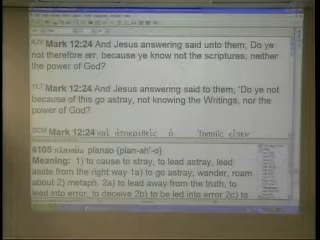 Mark 12:24 And Jesus answering said unto them, Do ye
not therefore err, because ye know not the scriptures, neither
the power of God?
YLT Mark 12:24 And Jesus answering said to them, 'Do ye not
because of this go astray, not knowing the Writings, nor the
power of God?
Mark 12:24 καὶ ἀποκριθεὶς ὁ Ἰησοῦς εἶπεν
4105 πλανάω planao {plan-ah'-o}
Meaning: 1) to cause to stray, to lead astray, lead
aside from the right way 1a) to go astray, wander, roam
about 2) metaph. 2a) to lead away from the truth, to
lead into error, to deceive 2b) to be led into error 2c) to